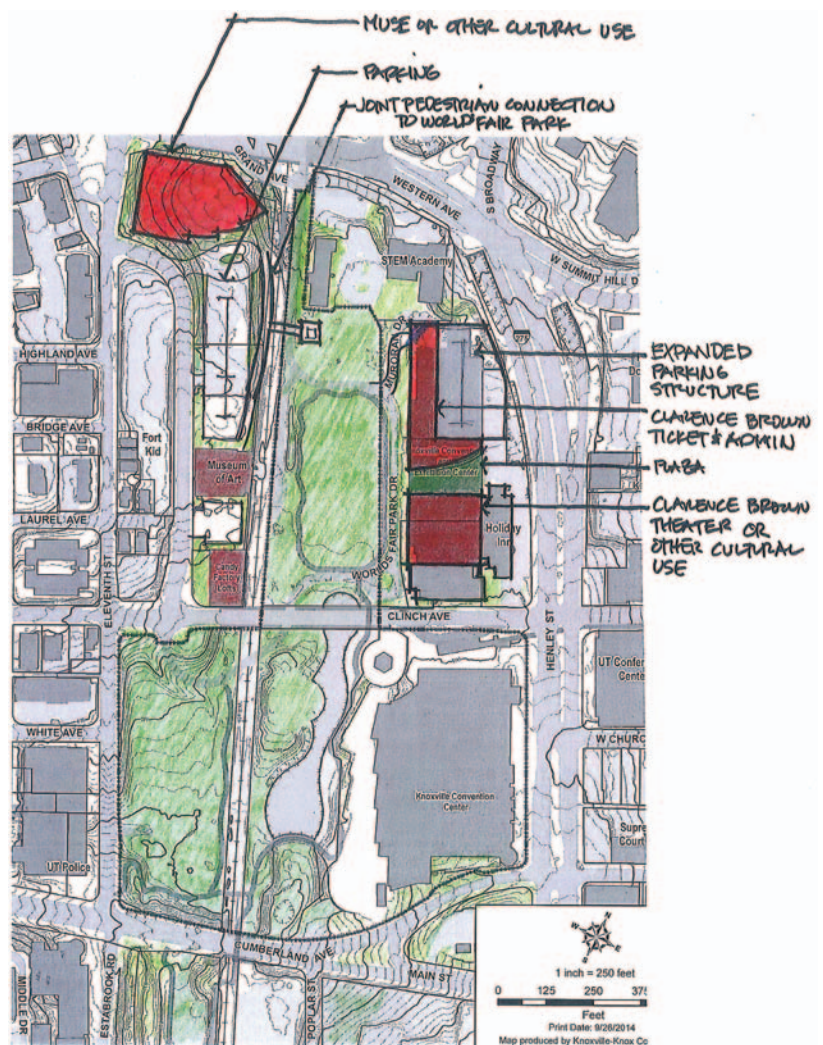 MUSE OR OTHER CULTURAL USE
PARKING
JOINT PEDESTRIAN CONNECTION
TO WORLD'S FAIR PARK
GRAND AVE
WESTERN AVE
S BROADWAY
W SUMMIT HILL D
STEM Academy
275
HIGHLAND AVE
EXPANDED
PARKING
STRUCTURE
CLARENCE BROWN
TICKET & ADMIN
PLAZA
CLARENCE BROWN
THEATER OR
OTHER CULTURAL
USE
BRIDGE AVE
Fort
Kid
Museum
of Art
Center
LAUREL AVE
Holiday
Inn
WORLDS FAIR PARK DR
Candy
Factory
Lofts
ELEVENTH ST
CLINCH AVE
HENLEY ST
UT Confer
Cente
WHITE AVE
W CHURC
Knoxville Convention
Center
Supre
Court
UT Police
CUMBERLAND AVE
MAIN ST
MIDDLE DR
ESTABROOK RD
POPLAR ST
N
E
S
W
1 inch = 250 feet
0 125 250 375
Feet
Print Date: 9/26/2014
Map produced by Knoxville-Knox Co